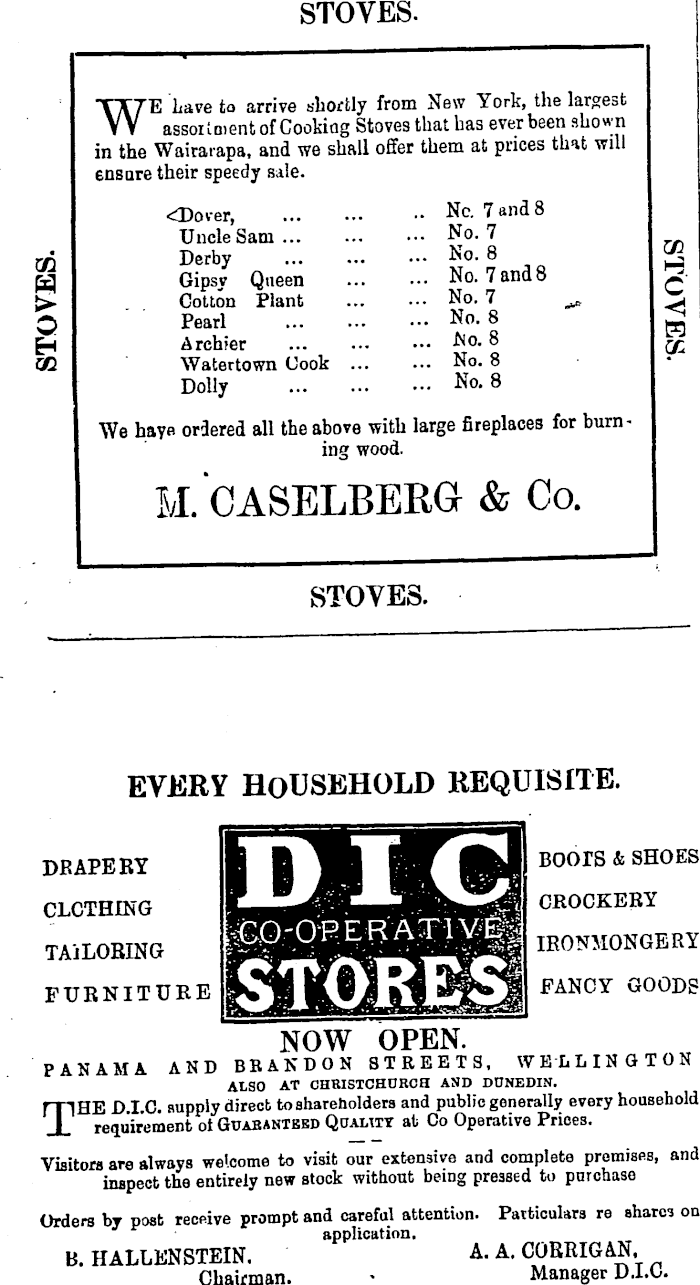 STOVES.
WE have to arrive shortly from New York, the largest
assortment of Cooking Stoves that has ever been shown
in the Wairarapa, and we shall offer them at prices that will
ensure their speedy sale.
Dover, ... ... .. No. 7 and 8
Uncle Sam ... ... ... No. 7
Derby ... ... ... No. 8
Gipsy Queen ... ... No. 7 and 8
Cotton Plant ... ... No. 7
Pearl ... ... ... No. 8
Archier ... ... ... No. 8
Watertown Cook ... ... No. 8
Dolly ... ... ... No. 8
We have ordered all the above with large fireplaces for burn-
ing wood.
M. CASELBERG & Co.
STOVES.
STOVES.
STOVES.
EVERY HOUSEHOLD REQUISITE.
DRAPERY
CLOTHING
TAILORING
FURNITURE
DIC
CO-OPERATIVE
STORES
BOOTS & SHOES
CROCKERY
IRONMONGERY
FANCY GOODS
NOW OPEN.
PANAMA AND BRANDON STREETS, WELLINGTON
ALSO AT CHRISTCHURCH AND DUNEDIN.
THE D.I.C. supply direct to shareholders and public generally every household
requirement of GUARANTEED QUALITY at Co Operative Prices.
Visitors are always welcome to visit our extensive and complete premises, and
inspect the entirely new stock without being pressed to purchase
Orders by post receive prompt and careful attention. Particulars re shares on
application.
B. HALLENSTEIN,
Chairman.
A. A. CORRIGAN,
Manager D.I.C.